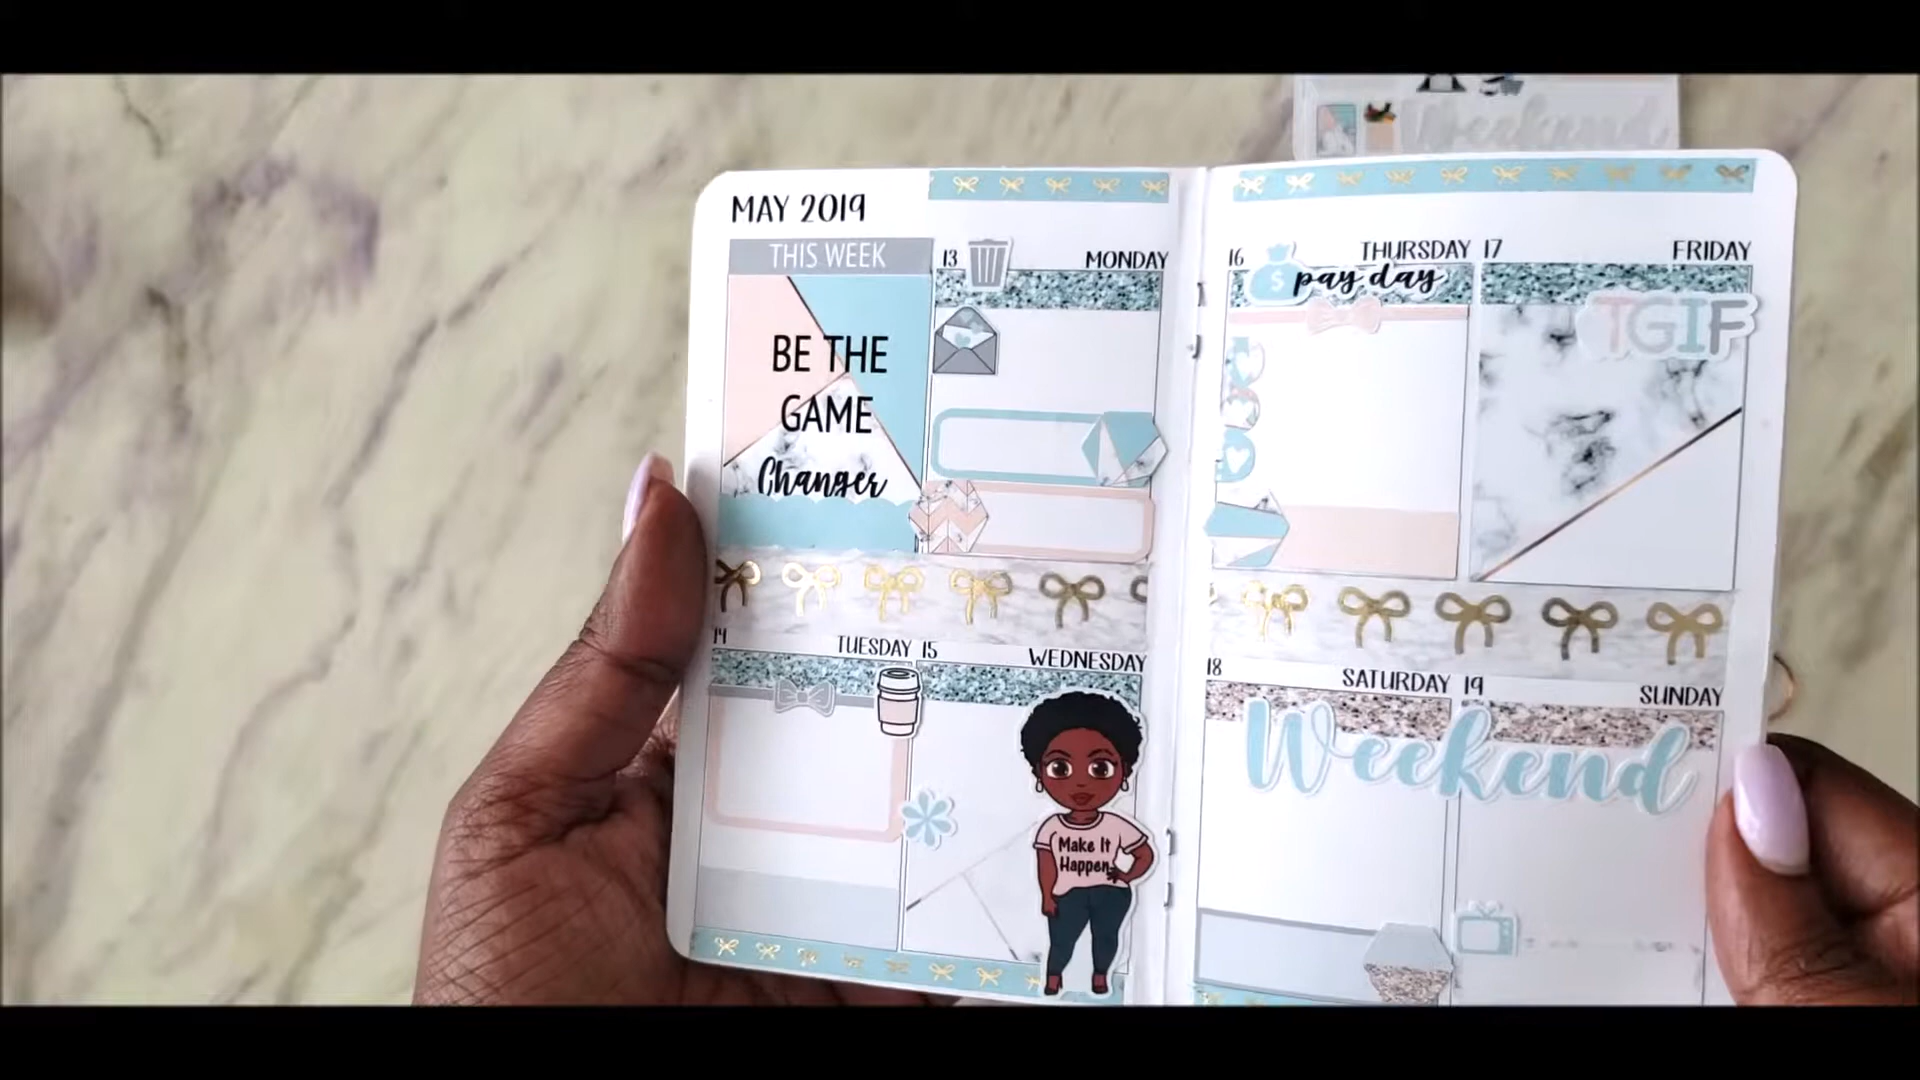 MAY 2019
THIS WEEK
BE THE
GAME
Changer
13 MONDAY
14 TUESDAY
15 WEDNESDAY
Make It
Happen
16 THURSDAY
$ pay day
17 FRIDAY
TGIF
18 SATURDAY
19 SUNDAY
Weekend
Weekend